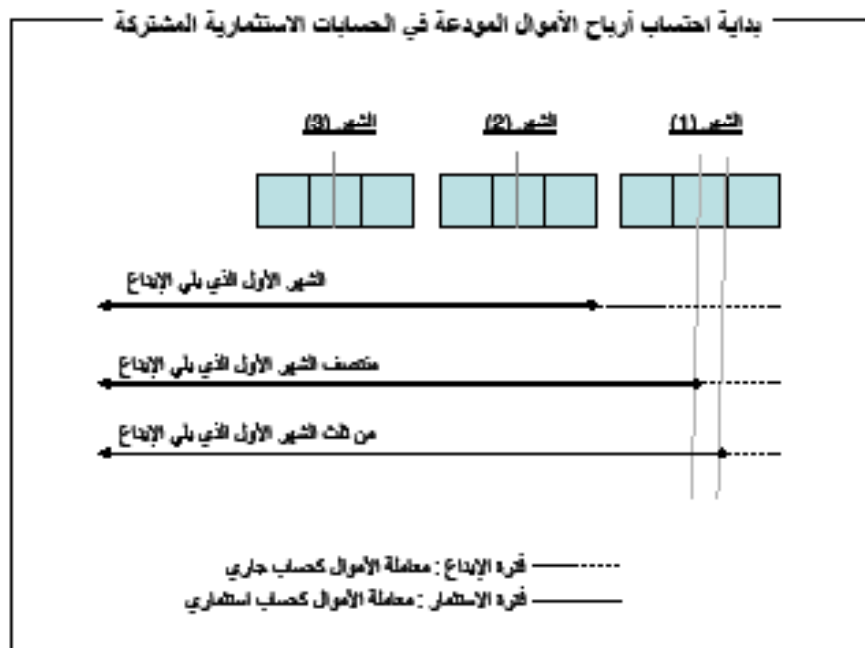 بداية احتساب أرباح الأموال المودعة في الحسابات الاستثمارية المشتركة
الشهر (1) الشهر (2) الشهر (3)
الشهر الأول الذي يلي الإيداع
منتصف الشهر الأول الذي يلي الإيداع
من ثلث الشهر الأول الذي يلي الإيداع
فترة الإيداع : معاملة الأموال كحساب جاري
فترة الاستثمار : معاملة الأموال كحساب استثماري